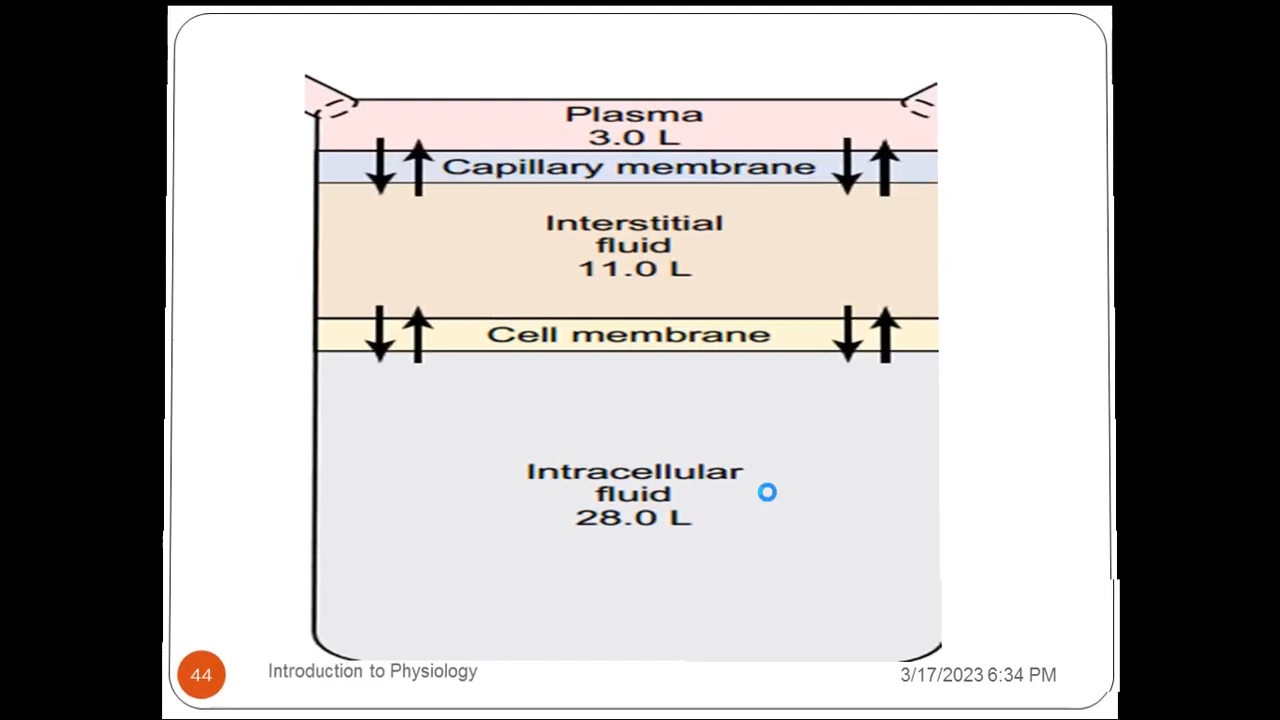 Plasma
3.0 L
Capillary membrane
Interstitial
fluid
11.0 L
Cell membrane
Intracellular
fluid
28.0 L
44
Introduction to Physiology
3/17/2023 6:34 PM